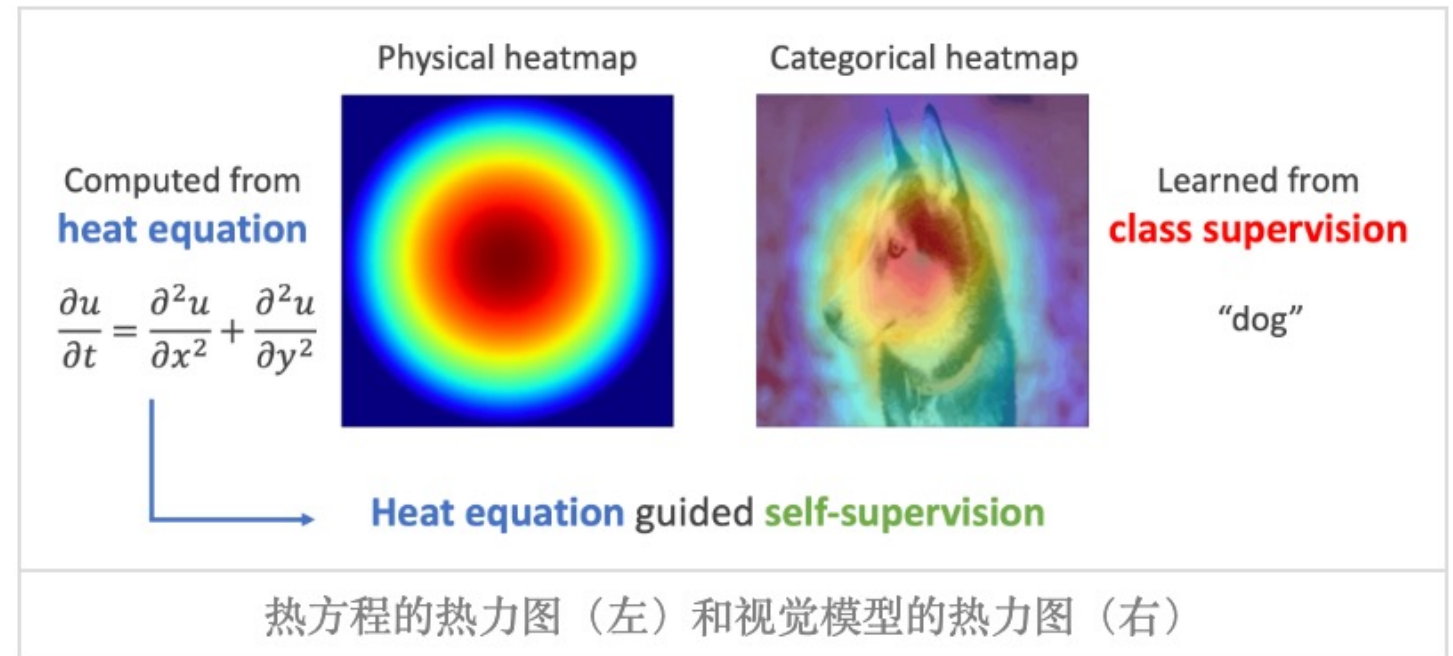 Physical heatmap
Categorical heatmap
Computed from
heat equation
∂u/∂t = ∂²u/∂x² + ∂²u/∂y²
Learned from
class supervision
“dog”
Heat equation guided self-supervision
热方程的热力图（左）和视觉模型的热力图（右）